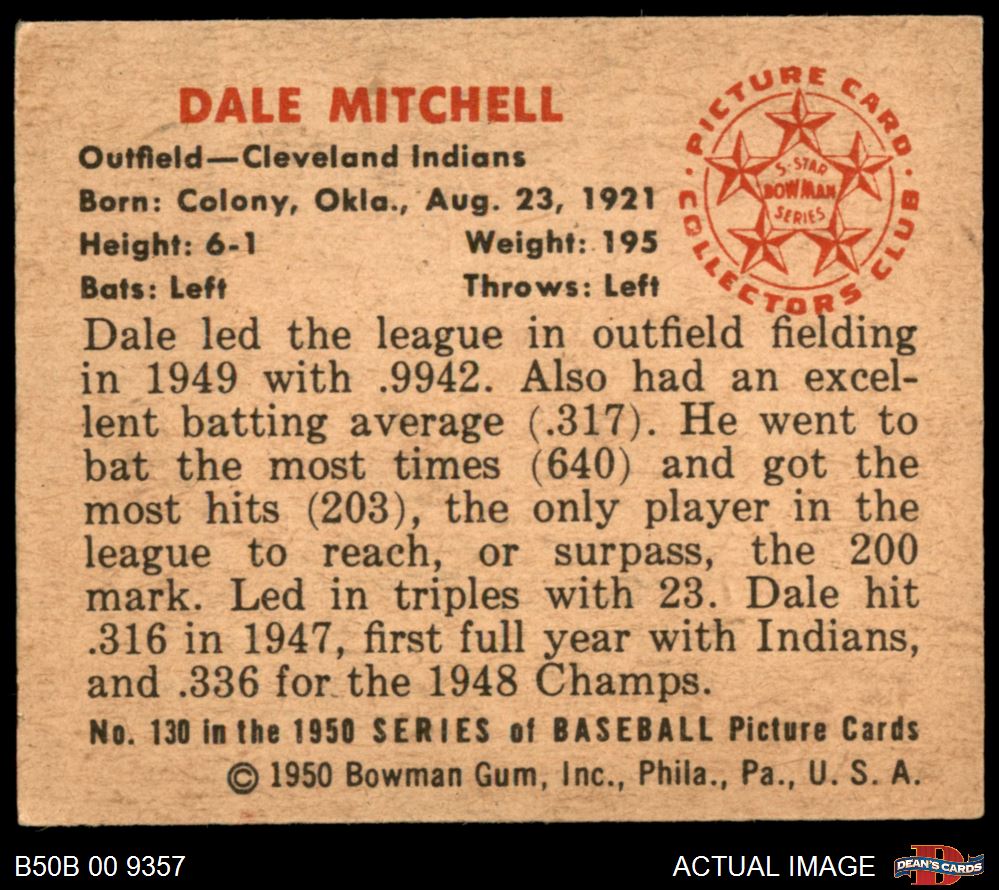 DALE MITCHELL
Outfield—Cleveland Indians
Born: Colony, Okla., Aug. 23, 1921
Height: 6-1 Weight: 195
Bats: Left Throws: Left
PICTURE CARD
COLLECTORS CLUB
5-STAR
BOWMAN
SERIES
Dale led the league in outfield fielding
in 1949 with .9942. Also had an excel-
lent batting average (.317). He went to
bat the most times (640) and got the
most hits (203), the only player in the
league to reach, or surpass, the 200
mark. Led in triples with 23. Dale hit
.316 in 1947, first full year with Indians,
and .336 for the 1948 Champs.
No. 130 in the 1950 SERIES of BASEBALL Picture Cards
© 1950 Bowman Gum, Inc., Phila., Pa., U. S. A.
B50B 00 9357
ACTUAL IMAGE
D
DEAN'S CARDS